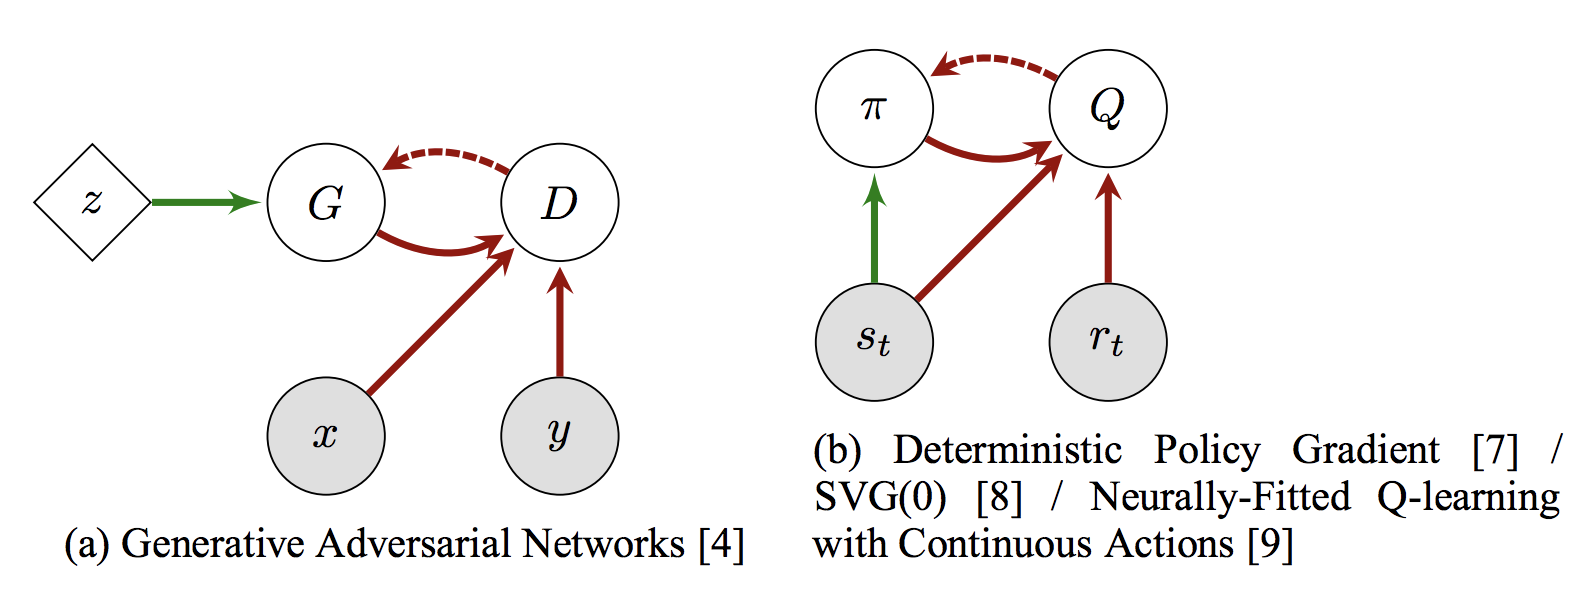 z
G
D
x
y
(a) Generative Adversarial Networks [4]
π
Q
s_t
r_t
(b) Deterministic Policy Gradient [7] /
SVG(0) [8] / Neurally-Fitted Q-learning
with Continuous Actions [9]